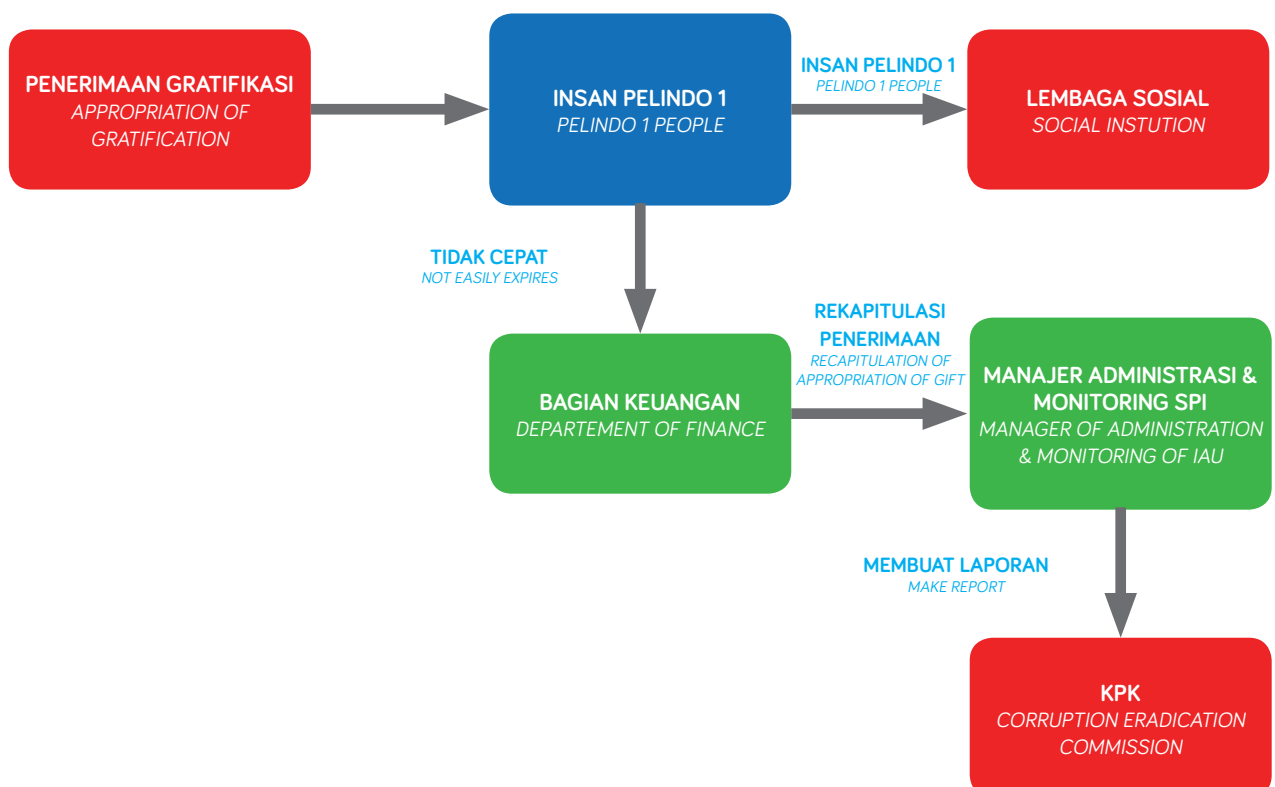 PENERIMAAN GRATIFIKASI
APPROPRIATION OF
GRATIFICATION
INSAN PELINDO 1
PELINDO 1 PEOPLE
INSAN PELINDO 1
PELINDO 1 PEOPLE
LEMBAGA SOSIAL
SOCIAL INSTUTION
TIDAK CEPAT
NOT EASILY EXPIRES
BAGIAN KEUANGAN
DEPARTEMENT OF FINANCE
REKAPITULASI
PENERIMAAN
RECAPITULATION OF
APPROPRIATION OF GIFT
MANAJER ADMINISTRASI &
MONITORING SPI
MANAGER OF ADMINISTRATION
& MONITORING OF IAU
MEMBUAT LAPORAN
MAKE REPORT
KPK
CORRUPTION ERADICATION
COMMISSION